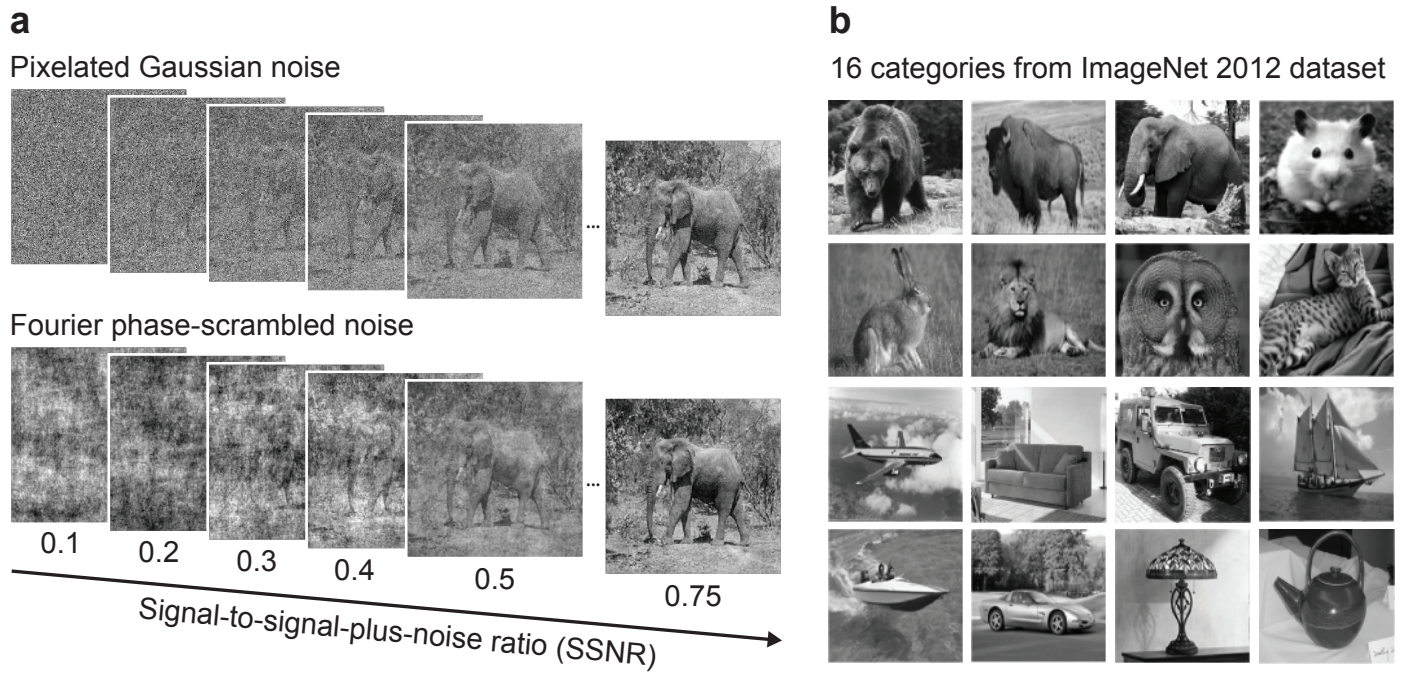 a
Pixelated Gaussian noise
...
Fourier phase-scrambled noise
...
0.1
0.2
0.3
0.4
0.5
0.75
Signal-to-signal-plus-noise ratio (SSNR)
b
16 categories from ImageNet 2012 dataset